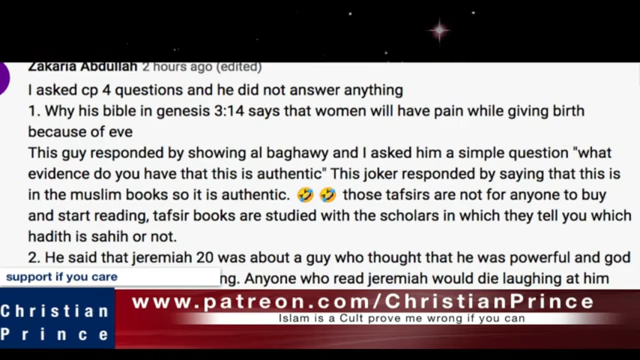 Zakaria Abdullah 2 hours ago (edited)
I asked cp 4 questions and he did not answer anything
1. Why his bible in genesis 3:14 says that women will have pain while giving birth
because of eve
This guy responded by showing al baghawy and I asked him a simple question "what
evidence do you have that this is authentic" This joker responded by saying that this is
in the muslim books so it is authentic. 🤣 🤣 those tafsirs are not for anyone to buy
and start reading, tafsir books are studied with the scholars in which they tell you which
hadith is sahih or not.
2. He said that jeremiah 20 was about a guy who thought that he was powerful and god
support if you care
ng. Anyone who read jeremiah would die laughing at him
Christian
Prince
www.patreon.com/ChristianPrince
Islam is a Cult prove me wrong if you can